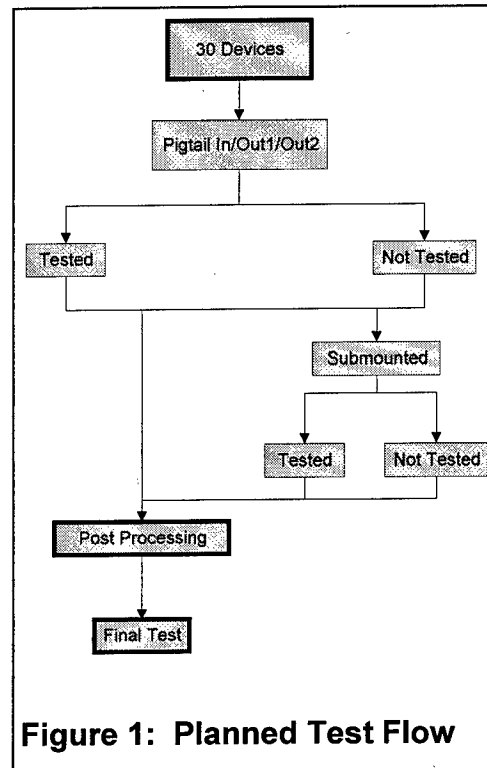 30 Devices
Pigtail In/Out1/Out2
Tested
Not Tested
Submounted
Tested
Not Tested
Post Processing
Final Test
Figure 1: Planned Test Flow